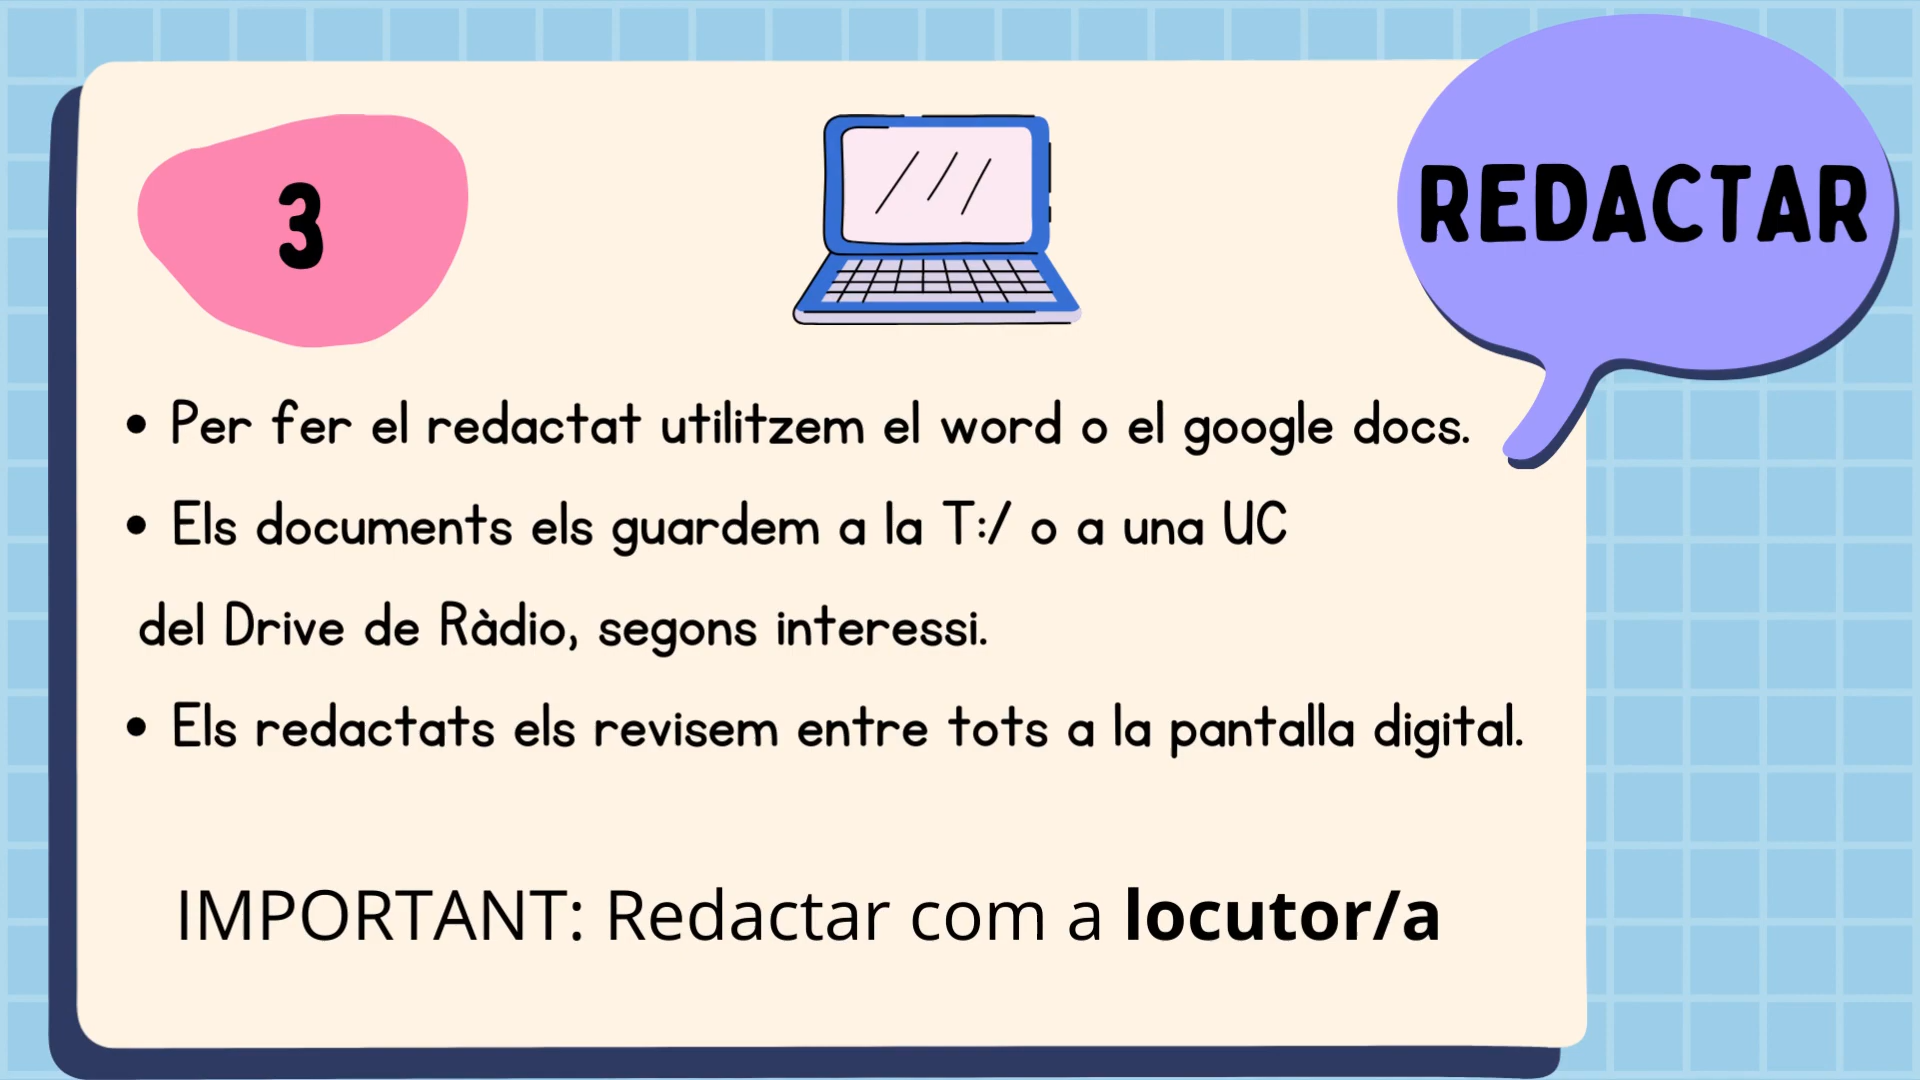 3
REDACTAR
• Per fer el redactat utilitzem el word o el google docs.
• Els documents els guardem a la T:/ o a una UC
del Drive de Ràdio, segons interessi.
• Els redactats els revisem entre tots a la pantalla digital.
IMPORTANT: Redactar com a locutor/a